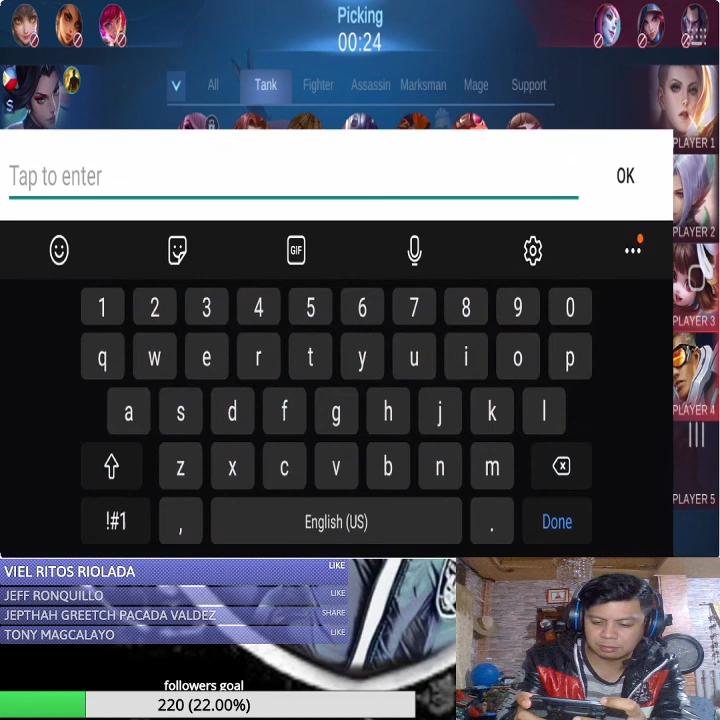 Picking
00:24
All Tank Fighter Assassin Marksman Mage Support
S
PLAYER 1
Tap to enter OK
PLAYER 2
GIF
1 2 3 4 5 6 7 8 9 0
PLAYER 3
q w e r t y u i o p
a s d f g h j k l
PLAYER 4
z x c v b n m
PLAYER 5
!#1 , English (US) . Done
VIEL RITOS RIOLADA LIKE
JEFF RONQUILLO LIKE
JEPTHAH GREETCH PACADA VALDEZ SHARE
TONY MAGCALAYO LIKE
followers goal
220 (22.00%)